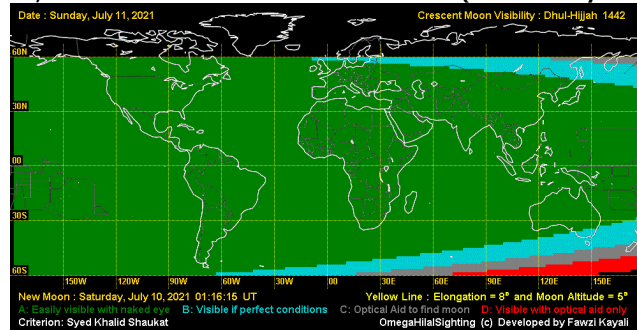 Date : Sunday, July 11, 2021 Crescent Moon Visibility : Dhul-Hijjah 1442
60N
30N
00
30S
60S
150W 120W 90W 60W 30W 00 30E 60E 90E 120E 150E
New Moon : Saturday, July 10, 2021 01:16:15 UT Yellow Line : Elongation = 8° and Moon Altitude = 5°
A: Easily visible with naked eye B: Visible if perfect conditions C: Optical Aid to find moon D: Visible with optical aid only
Criterion: Syed Khalid Shaukat OmegaHilalSighting (c) Developed by Fawzi Kayali